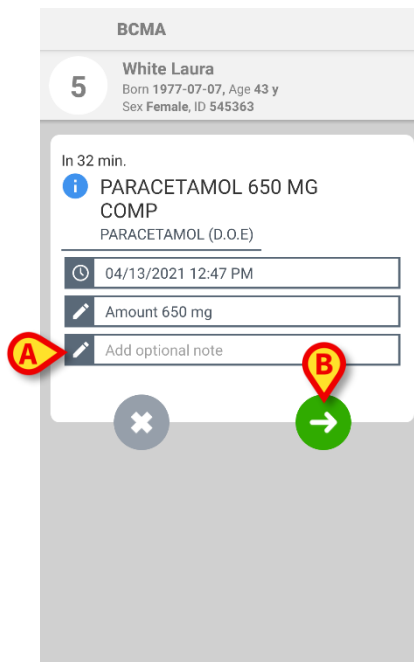 BCMA
5
White Laura
Born 1977-07-07, Age 43 y
Sex Female, ID 545363
In 32 min.
i
PARACETAMOL 650 MG
COMP
PARACETAMOL (D.O.E)
04/13/2021 12:47 PM
Amount 650 mg
A
Add optional note
B